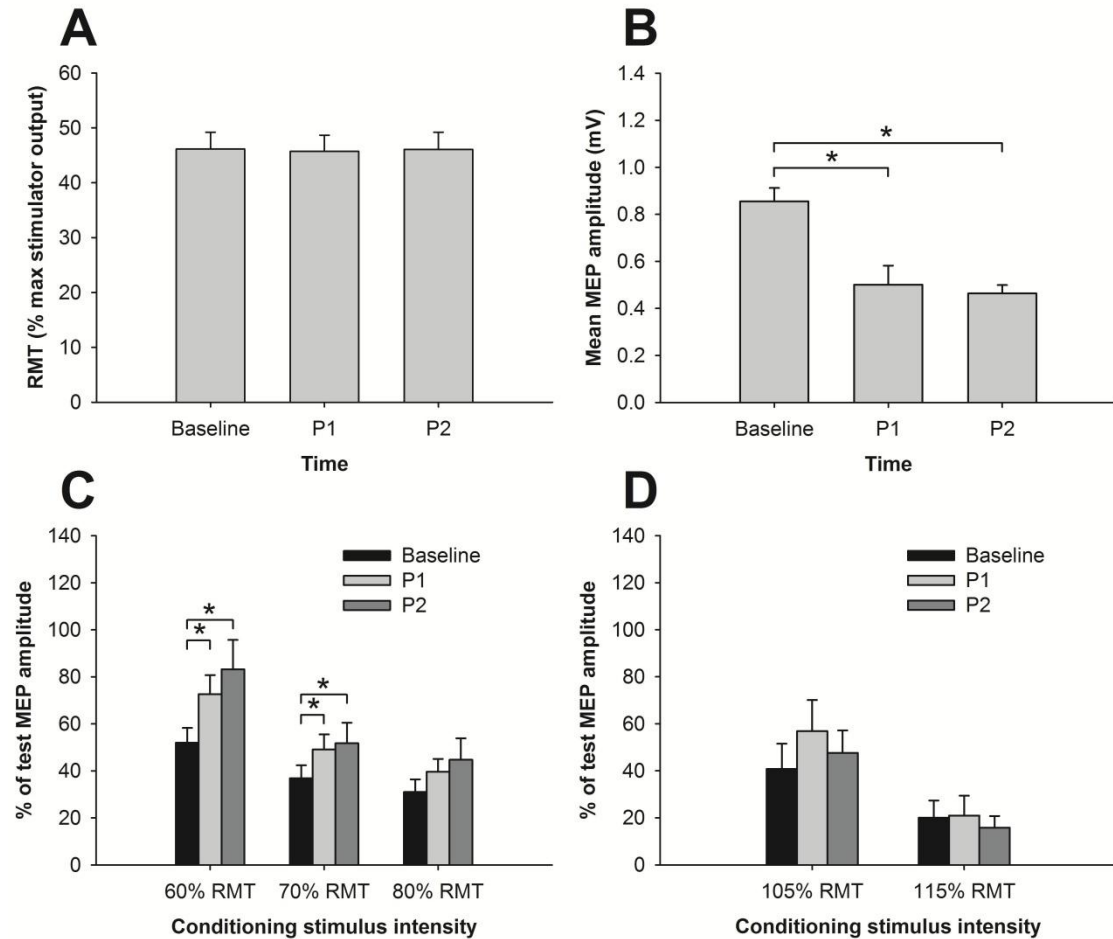 A
RMT (% max stimulator output)
60
50
40
30
20
10
0
Baseline P1 P2
Time
B
Mean MEP amplitude (mV)
1.4
1.2
1.0
0.8
0.6
0.4
0.2
0.0
*
*
Baseline P1 P2
Time
C
% of test MEP amplitude
140
120
100
80
60
40
20
0
Baseline
P1
P2
*
*
*
*
60% RMT 70% RMT 80% RMT
Conditioning stimulus intensity
D
% of test MEP amplitude
140
120
100
80
60
40
20
0
Baseline
P1
P2
105% RMT 115% RMT
Conditioning stimulus intensity